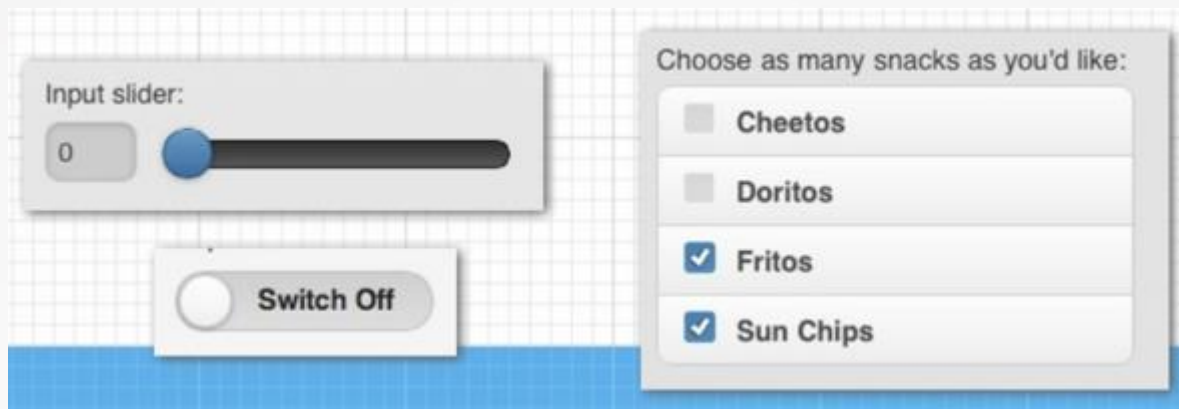 Input slider:
0
Switch Off
Choose as many snacks as you'd like:
Cheetos
Doritos
Fritos
Sun Chips